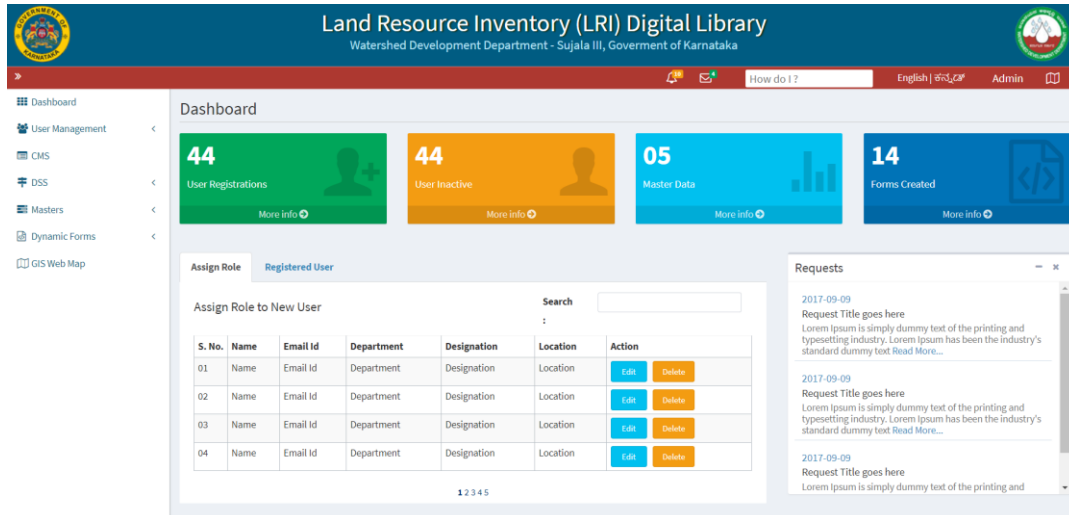 GOVERNMENT OF
KARNATAKA
Land Resource Inventory (LRI) Digital Library
Watershed Development Department - Sujala III, Goverment of Karnataka
»
How do I ?
English | ಕನ್ನಡ
Admin
Dashboard
User Management
CMS
DSS
Masters
Dynamic Forms
GIS Web Map
Dashboard
44
User Registrations
More info
44
User Inactive
More info
05
Master Data
More info
14
Forms Created
More info
Assign Role Registered User
Assign Role to New User
Search
:
S. No. Name Email Id Department Designation Location Action
01 Name Email Id Department Designation Location Edit Delete
02 Name Email Id Department Designation Location Edit Delete
03 Name Email Id Department Designation Location Edit Delete
04 Name Email Id Department Designation Location Edit Delete
1 2 3 4 5
Requests
2017-09-09
Request Title goes here
Lorem Ipsum is simply dummy text of the printing and
typesetting industry. Lorem Ipsum has been the industry's
standard dummy text Read More...
2017-09-09
Request Title goes here
Lorem Ipsum is simply dummy text of the printing and
typesetting industry. Lorem Ipsum has been the industry's
standard dummy text Read More...
2017-09-09
Request Title goes here
Lorem Ipsum is simply dummy text of the printing and